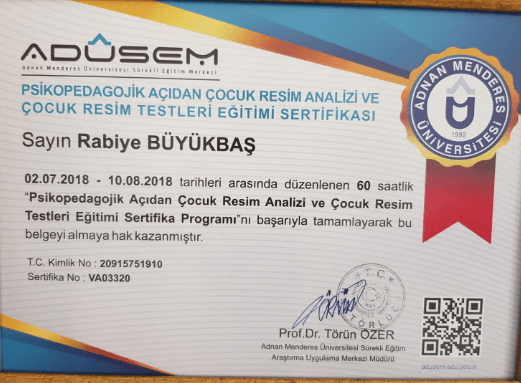 ADÜSEM
Adnan Menderes Üniversitesi Sürekli Eğitim Merkezi
PSİKOPEDAGOJİK AÇIDAN ÇOCUK RESİM ANALİZİ VE
ÇOCUK RESİM TESTLERİ EĞİTİMİ SERTİFİKASI
ADNAN MENDERES ÜNİVERSİTESİ
1992
Sayın Rabiye BÜYÜKBAŞ
02.07.2018 - 10.08.2018 tarihleri arasında düzenlenen 60 saatlik
"Psikopedagojik Açıdan Çocuk Resim Analizi ve Çocuk Resim
Testleri Eğitimi Sertifika Programı"nı başarıyla tamamlayarak bu
belgeyi almaya hak kazanmıştır.
T.C. Kimlik No : 20915751910
Sertifika No : VA03320
T.C.
Prof.Dr. Törün ÖZER
Adnan Menderes Üniversitesi Sürekli Eğitim
Araştırma Uygulama Merkezi Müdürü
adusem.adu.edu.tr